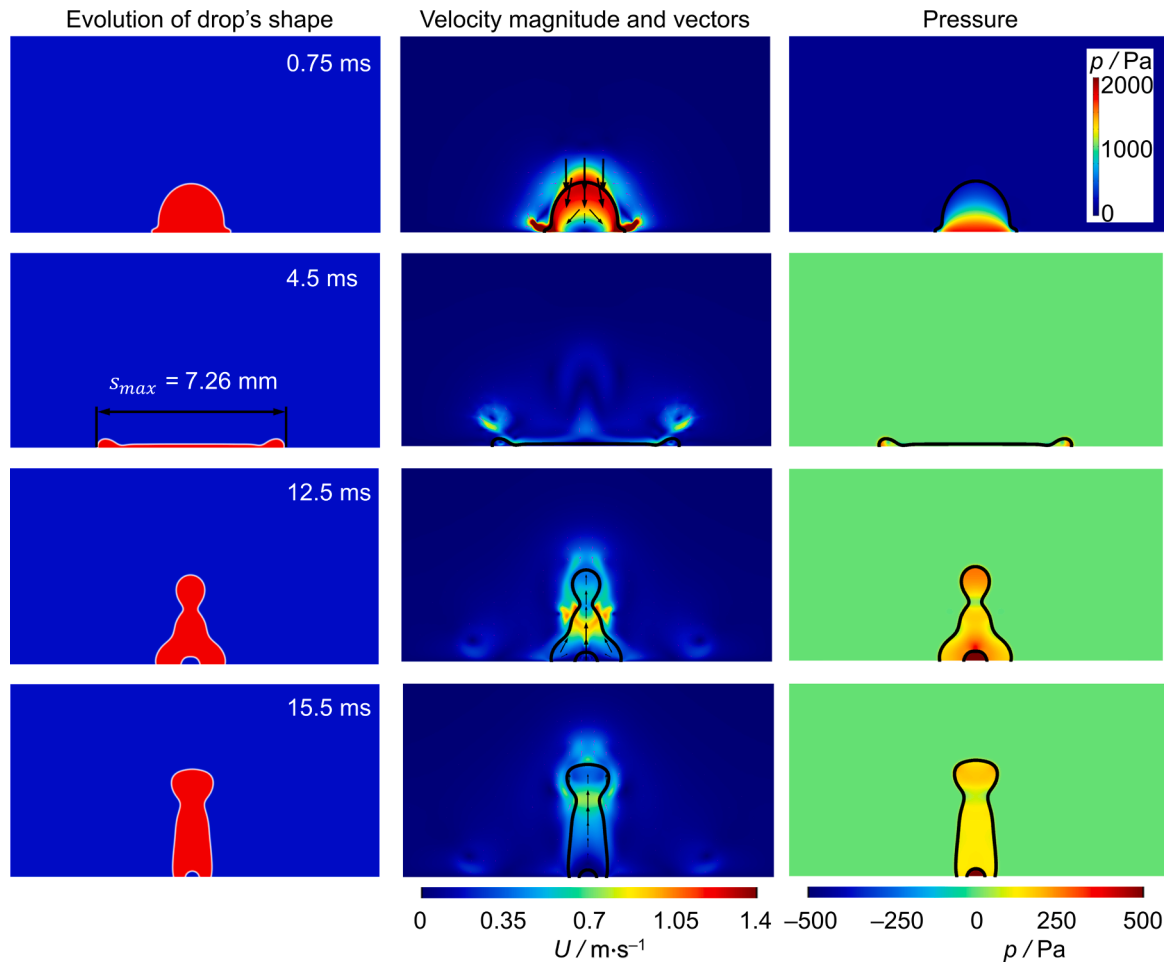 Evolution of drop's shape
Velocity magnitude and vectors
Pressure
0.75 ms
p / Pa
2000
1000
0
4.5 ms
s_max = 7.26 mm
12.5 ms
15.5 ms
0 0.35 0.7 1.05 1.4
U / m·s⁻¹
−500 −250 0 250 500
p / Pa